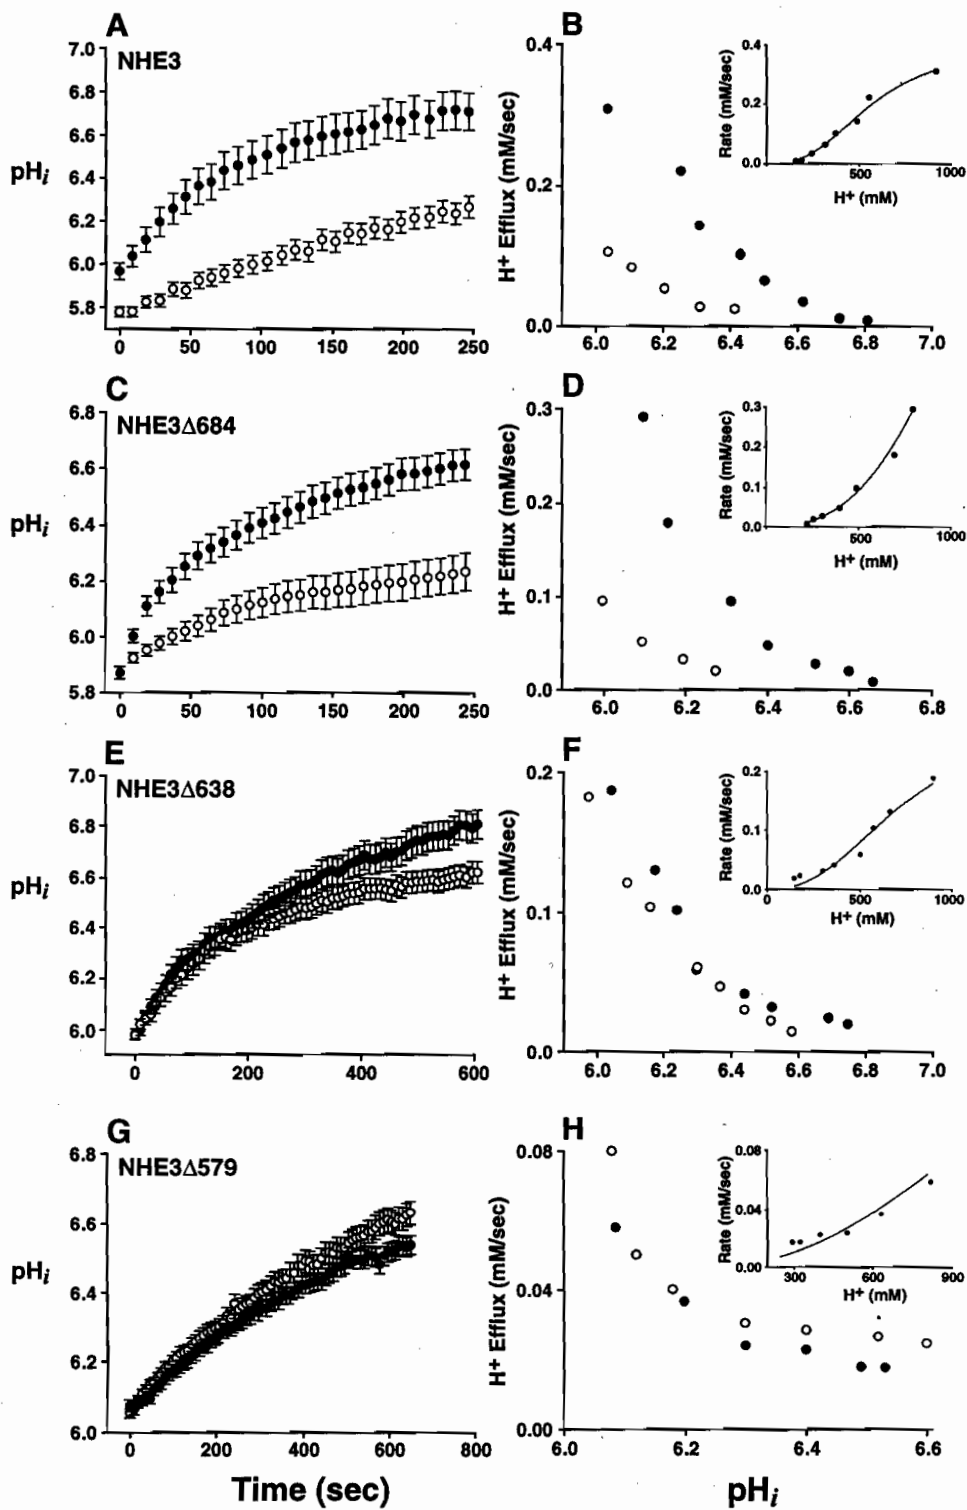 A
NHE3
7.0
6.8
6.6
6.4
6.2
6.0
5.8
pHi
0 50 100 150 200 250
B
0.4
0.2
0.0
H+ Efflux (mM/sec)
6.0 6.2 6.4 6.6 6.8 7.0
0.4
0.2
0.0
Rate (mM/sec)
500 1000
H+ (mM)
C
NHE3Δ684
6.8
6.6
6.4
6.2
6.0
5.8
pHi
0 50 100 150 200 250
D
0.3
0.2
0.1
0.0
H+ Efflux (mM/sec)
6.0 6.2 6.4 6.6 6.8
0.3
0.2
0.1
0.0
Rate (mM/sec)
500 1000
H+ (mM)
E
NHE3Δ638
7.0
6.8
6.6
6.4
6.2
6.0
pHi
0 200 400 600
F
0.2
0.1
0.0
H+ Efflux (mM/sec)
6.0 6.2 6.4 6.6 6.8 7.0
0.2
0.1
0.0
Rate (mM/sec)
0 500 1000
H+ (mM)
G
NHE3Δ579
6.8
6.6
6.4
6.2
6.0
pHi
0 200 400 600 800
Time (sec)
H
0.08
0.04
0.00
H+ Efflux (mM/sec)
6.0 6.2 6.4 6.6
pHi
0.08
0.04
0.00
Rate (mM/sec)
300 600 900
H+ (mM)